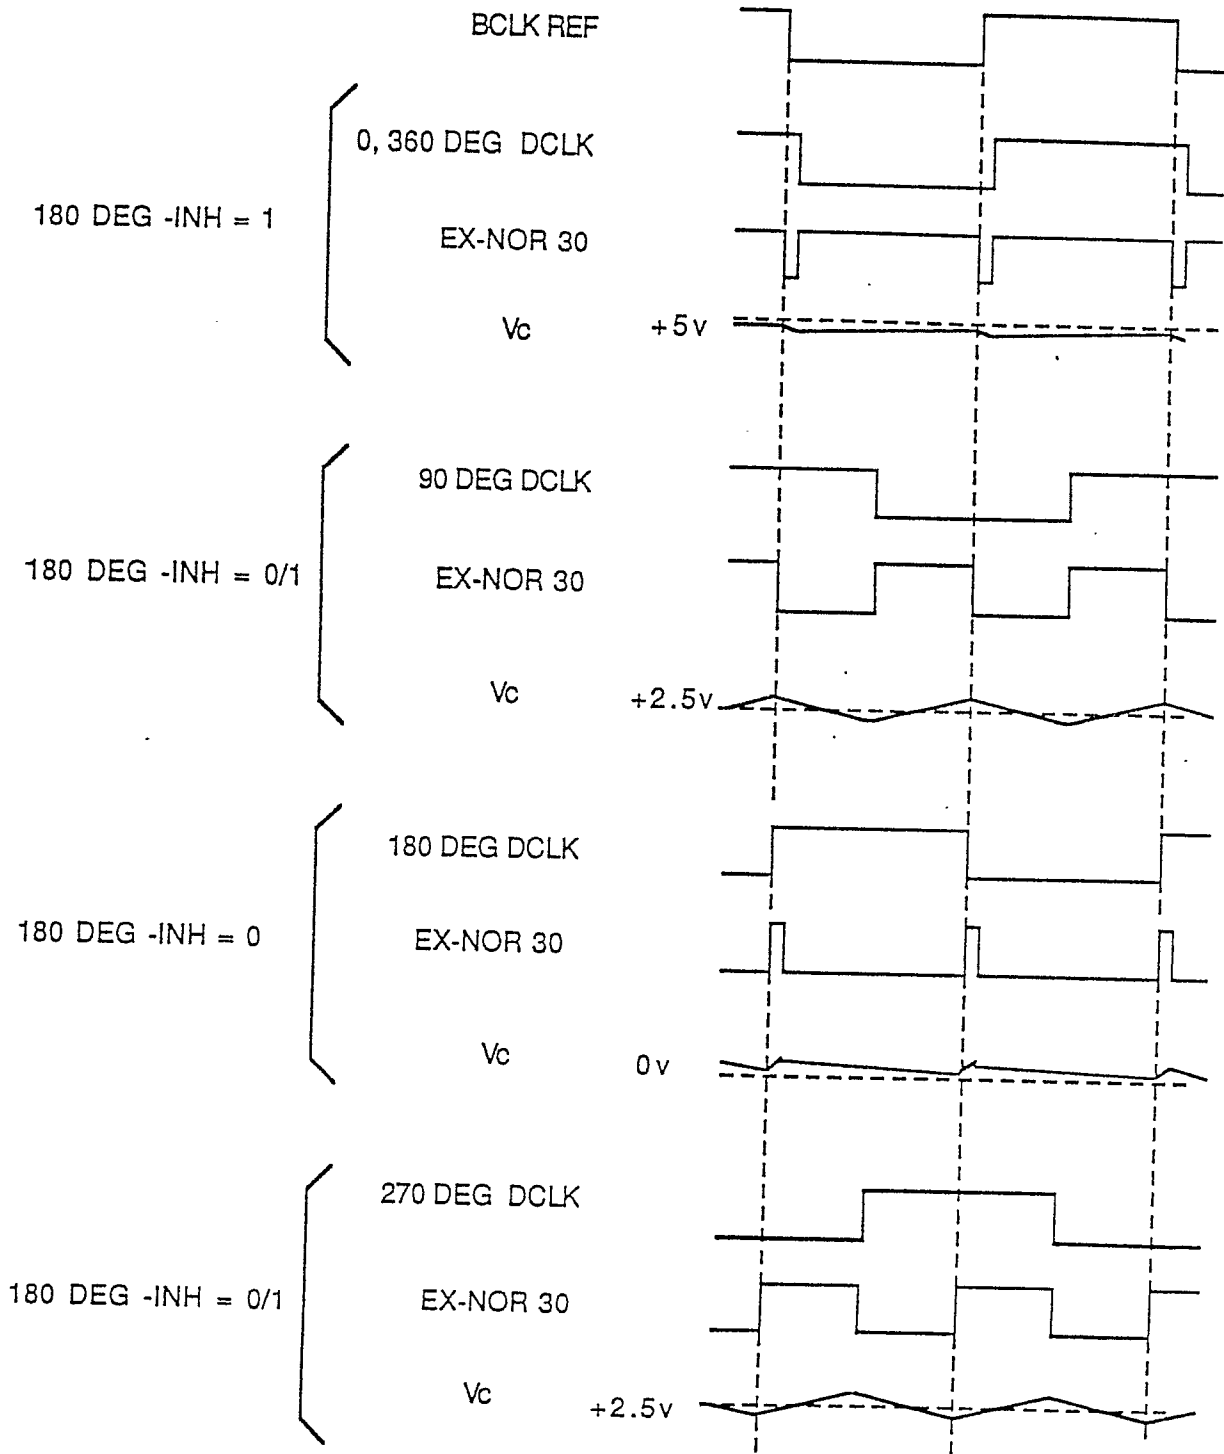 BCLK REF
180 DEG -INH = 1
0, 360 DEG DCLK
EX-NOR 30
Vc +5v
180 DEG -INH = 0/1
90 DEG DCLK
EX-NOR 30
Vc +2.5v
180 DEG -INH = 0
180 DEG DCLK
EX-NOR 30
Vc 0v
180 DEG -INH = 0/1
270 DEG DCLK
EX-NOR 30
Vc +2.5v